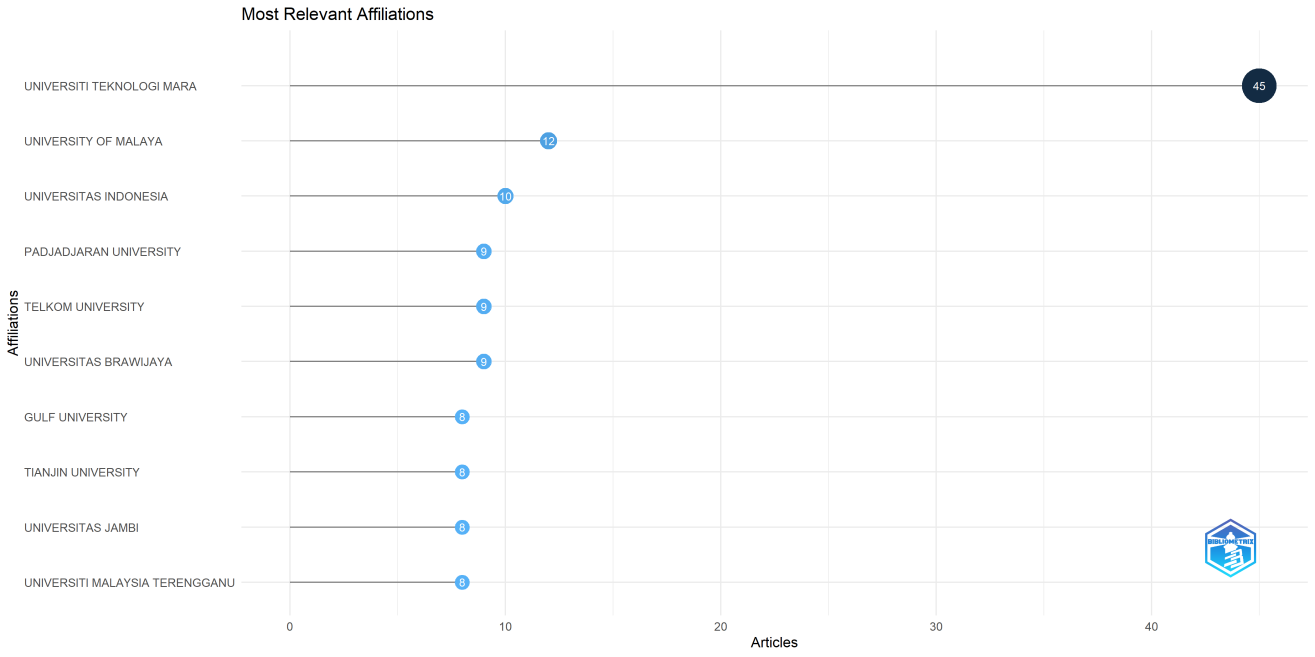 Most Relevant Affiliations
UNIVERSITI TEKNOLOGI MARA
45
UNIVERSITY OF MALAYA
12
UNIVERSITAS INDONESIA
10
PADJADJARAN UNIVERSITY
9
TELKOM UNIVERSITY
9
UNIVERSITAS BRAWIJAYA
9
GULF UNIVERSITY
8
TIANJIN UNIVERSITY
8
UNIVERSITAS JAMBI
8
UNIVERSITI MALAYSIA TERENGGANU
8
Affiliations
BIBLIOMETRIX
0 10 20 30 40
Articles